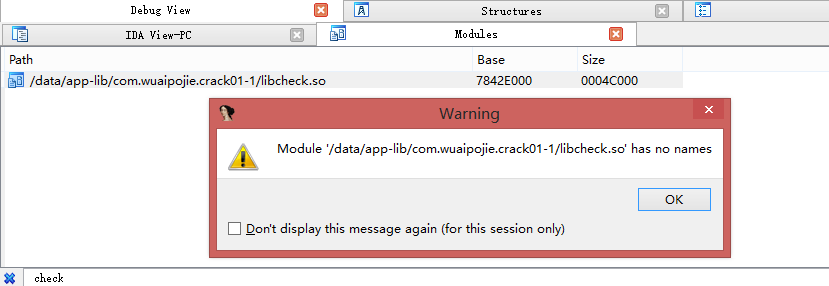 Debug View
Structures
IDA View-PC
Modules
Path Base Size
/data/app-lib/com.wuaipojie.crack01-1/libcheck.so 7842E000 0004C000
Warning
Module '/data/app-lib/com.wuaipojie.crack01-1/libcheck.so' has no names
OK
Don't display this message again (for this session only)
check